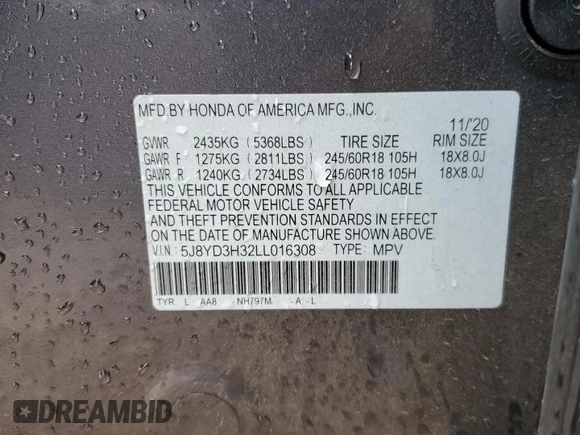 MFD.BY HONDA OF AMERICA MFG.,INC.
11/'20
GVWR 2435KG (5368LBS) TIRE SIZE RIM SIZE
GAWR F 1275KG (2811LBS) 245/60R18 105H 18X8.0J
GAWR R 1240KG (2734LBS) 245/60R18 105H 18X8.0J
THIS VEHICLE CONFORMS TO ALL APPLICABLE
FEDERAL MOTOR VEHICLE SAFETY
AND THEFT PREVENTION STANDARDS IN EFFECT
ON THE DATE OF MANUFACTURE SHOWN ABOVE.
V.I.N: 5J8YD3H32LL016308 TYPE: MPV
TYR L AA8 -NH797M A -L
DREAMBID